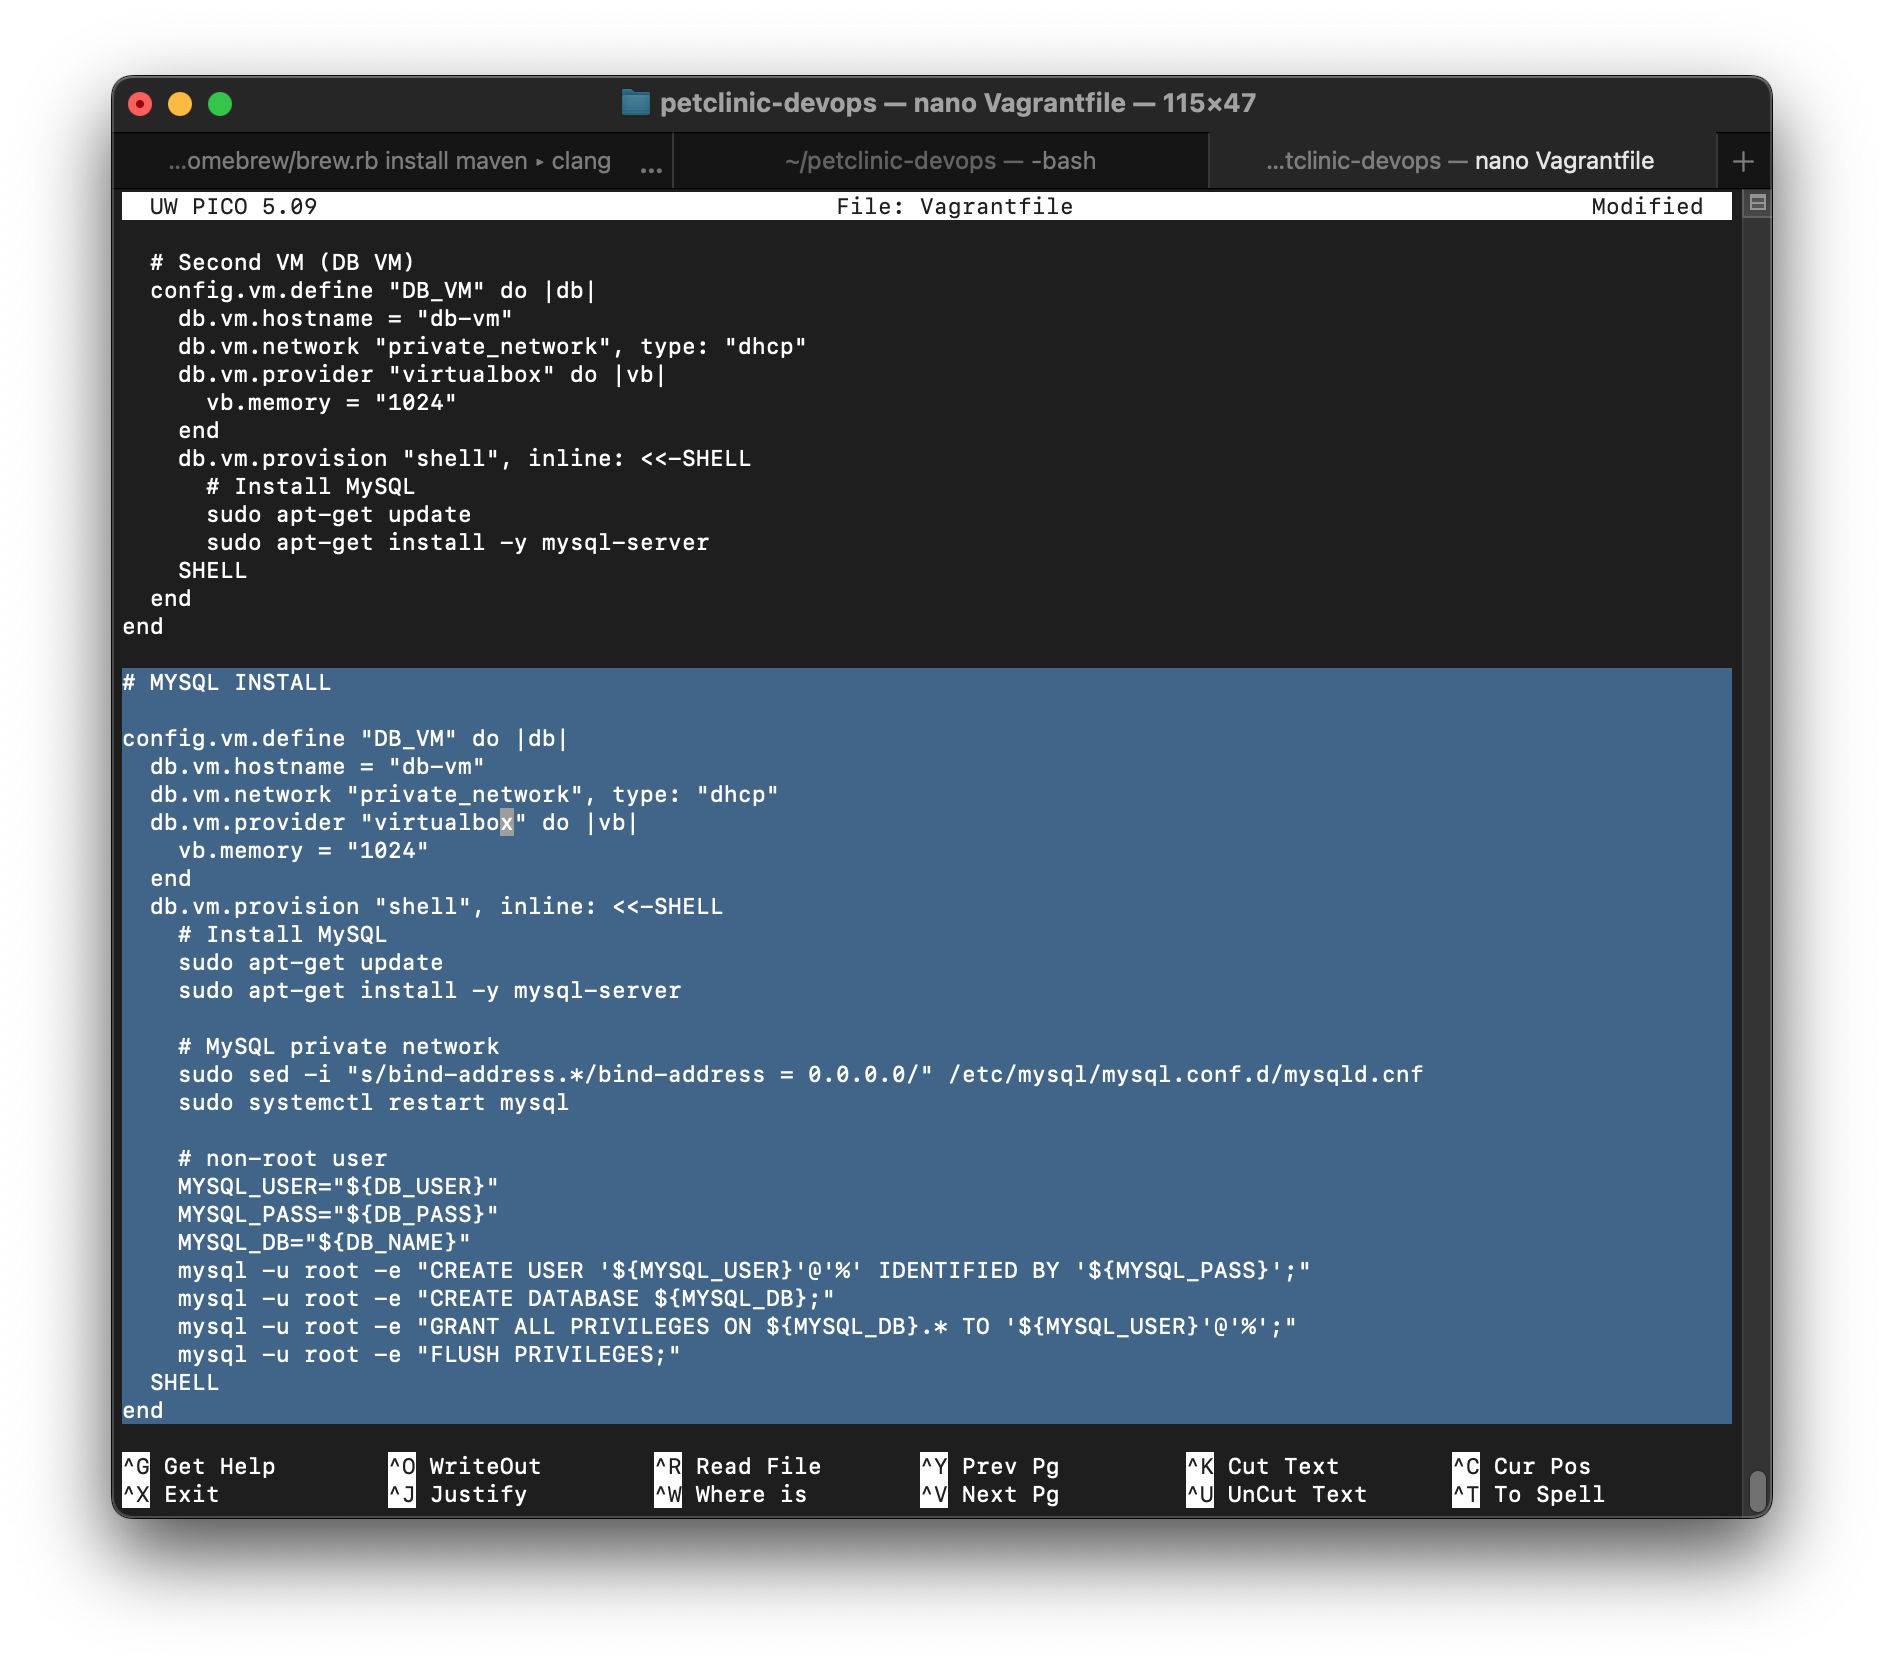 petclinic-devops — nano Vagrantfile — 115×47
...omebrew/brew.rb install maven ▸ clang ...
~/petclinic-devops — -bash
...tclinic-devops — nano Vagrantfile
+
UW PICO 5.09 File: Vagrantfile Modified
# Second VM (DB VM)
config.vm.define "DB_VM" do |db|
db.vm.hostname = "db-vm"
db.vm.network "private_network", type: "dhcp"
db.vm.provider "virtualbox" do |vb|
vb.memory = "1024"
end
db.vm.provision "shell", inline: <<-SHELL
# Install MySQL
sudo apt-get update
sudo apt-get install -y mysql-server
SHELL
end
end
# MYSQL INSTALL
config.vm.define "DB_VM" do |db|
db.vm.hostname = "db-vm"
db.vm.network "private_network", type: "dhcp"
db.vm.provider "virtualbox" do |vb|
vb.memory = "1024"
end
db.vm.provision "shell", inline: <<-SHELL
# Install MySQL
sudo apt-get update
sudo apt-get install -y mysql-server
# MySQL private network
sudo sed -i "s/bind-address.*/bind-address = 0.0.0.0/" /etc/mysql/mysql.conf.d/mysqld.cnf
sudo systemctl restart mysql
# non-root user
MYSQL_USER="${DB_USER}"
MYSQL_PASS="${DB_PASS}"
MYSQL_DB="${DB_NAME}"
mysql -u root -e "CREATE USER '${MYSQL_USER}'@'%' IDENTIFIED BY '${MYSQL_PASS}';"
mysql -u root -e "CREATE DATABASE ${MYSQL_DB};"
mysql -u root -e "GRANT ALL PRIVILEGES ON ${MYSQL_DB}.* TO '${MYSQL_USER}'@'%';"
mysql -u root -e "FLUSH PRIVILEGES;"
SHELL
end
^G Get Help ^O WriteOut ^R Read File ^Y Prev Pg ^K Cut Text ^C Cur Pos
^X Exit ^J Justify ^W Where is ^V Next Pg ^U UnCut Text ^T To Spell